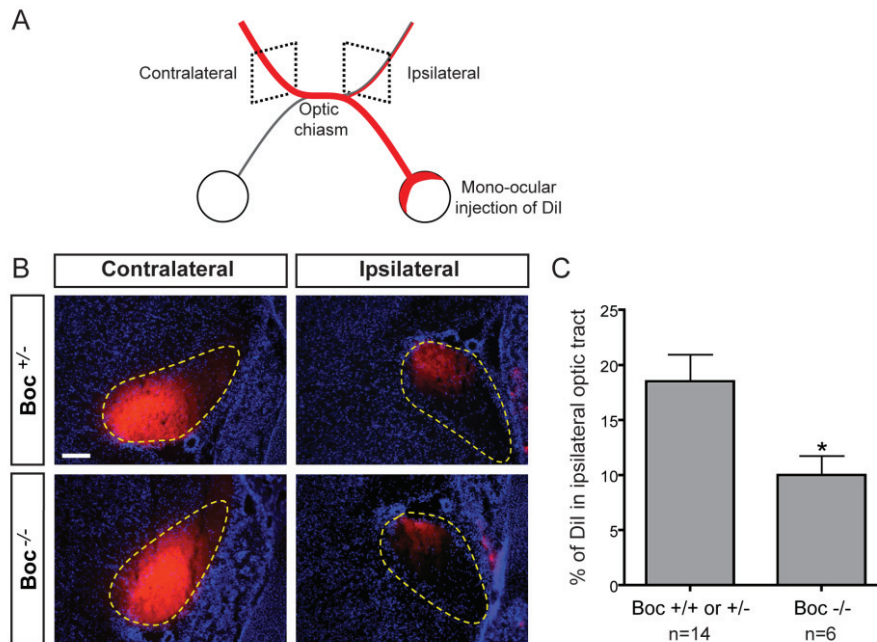 A
Contralateral
Ipsilateral
Optic
chiasm
Mono-ocular
injection of DiI
B
Contralateral
Ipsilateral
Boc +/-
Boc -/-
C
% of DiI in ipsilateral optic tract
25
20
15
10
5
0
*
Boc +/+ or +/-
n=14
Boc -/-
n=6